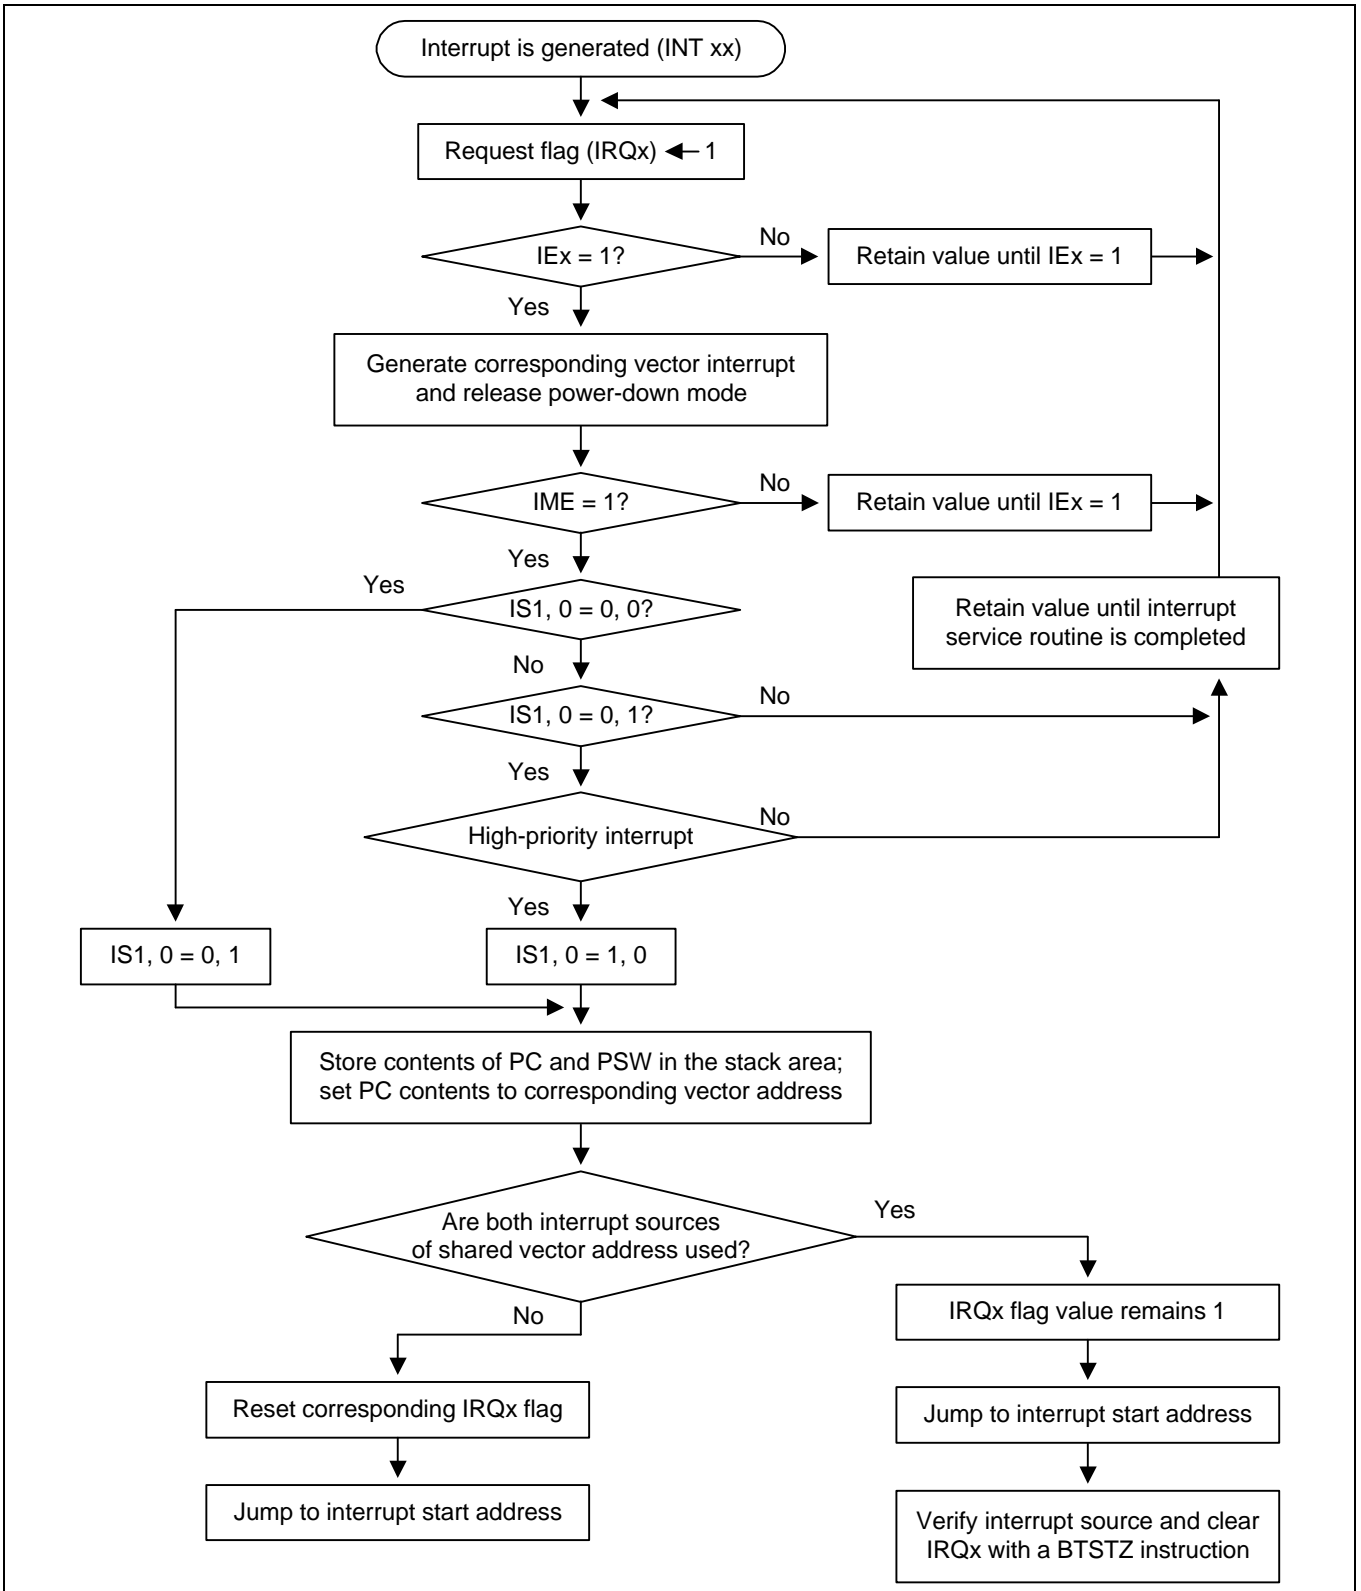 Interrupt is generated (INT xx)
Request flag (IRQx) ← 1
IEx = 1?
No
Retain value until IEx = 1
Yes
Generate corresponding vector interrupt
and release power-down mode
IME = 1?
No
Retain value until IEx = 1
Yes
Yes
IS1, 0 = 0, 0?
Retain value until interrupt
service routine is completed
No
IS1, 0 = 0, 1?
No
Yes
High-priority interrupt
No
Yes
IS1, 0 = 0, 1
IS1, 0 = 1, 0
Store contents of PC and PSW in the stack area;
set PC contents to corresponding vector address
Are both interrupt sources
of shared vector address used?
Yes
No
IRQx flag value remains 1
Reset corresponding IRQx flag
Jump to interrupt start address
Jump to interrupt start address
Verify interrupt source and clear
IRQx with a BTSTZ instruction